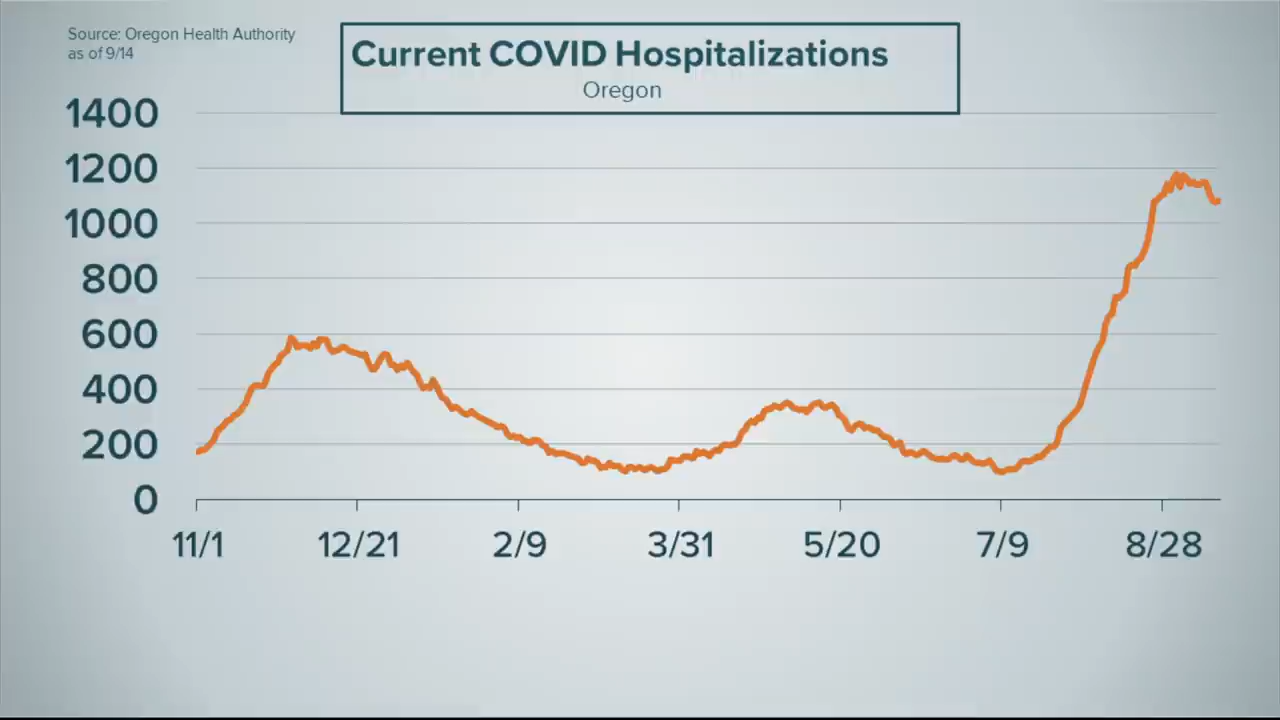 Source: Oregon Health Authority
as of 9/14
Current COVID Hospitalizations
Oregon
1400
1200
1000
800
600
400
200
0
11/1 12/21 2/9 3/31 5/20 7/9 8/28